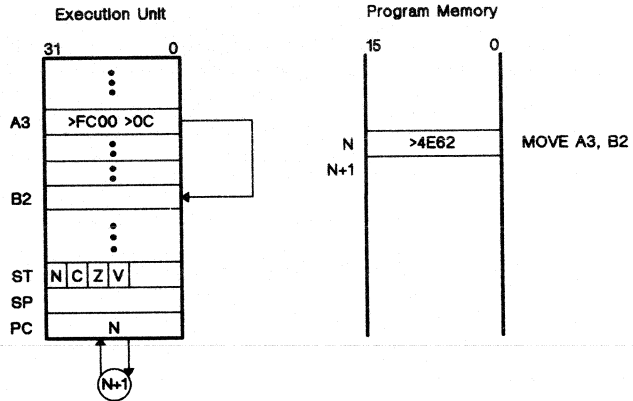 Execution Unit
Program Memory
31 0
15 0
A3 >FC00 >0C
N >4E62 MOVE A3, B2
N+1
B2
ST N C Z V
SP
PC N
N+1